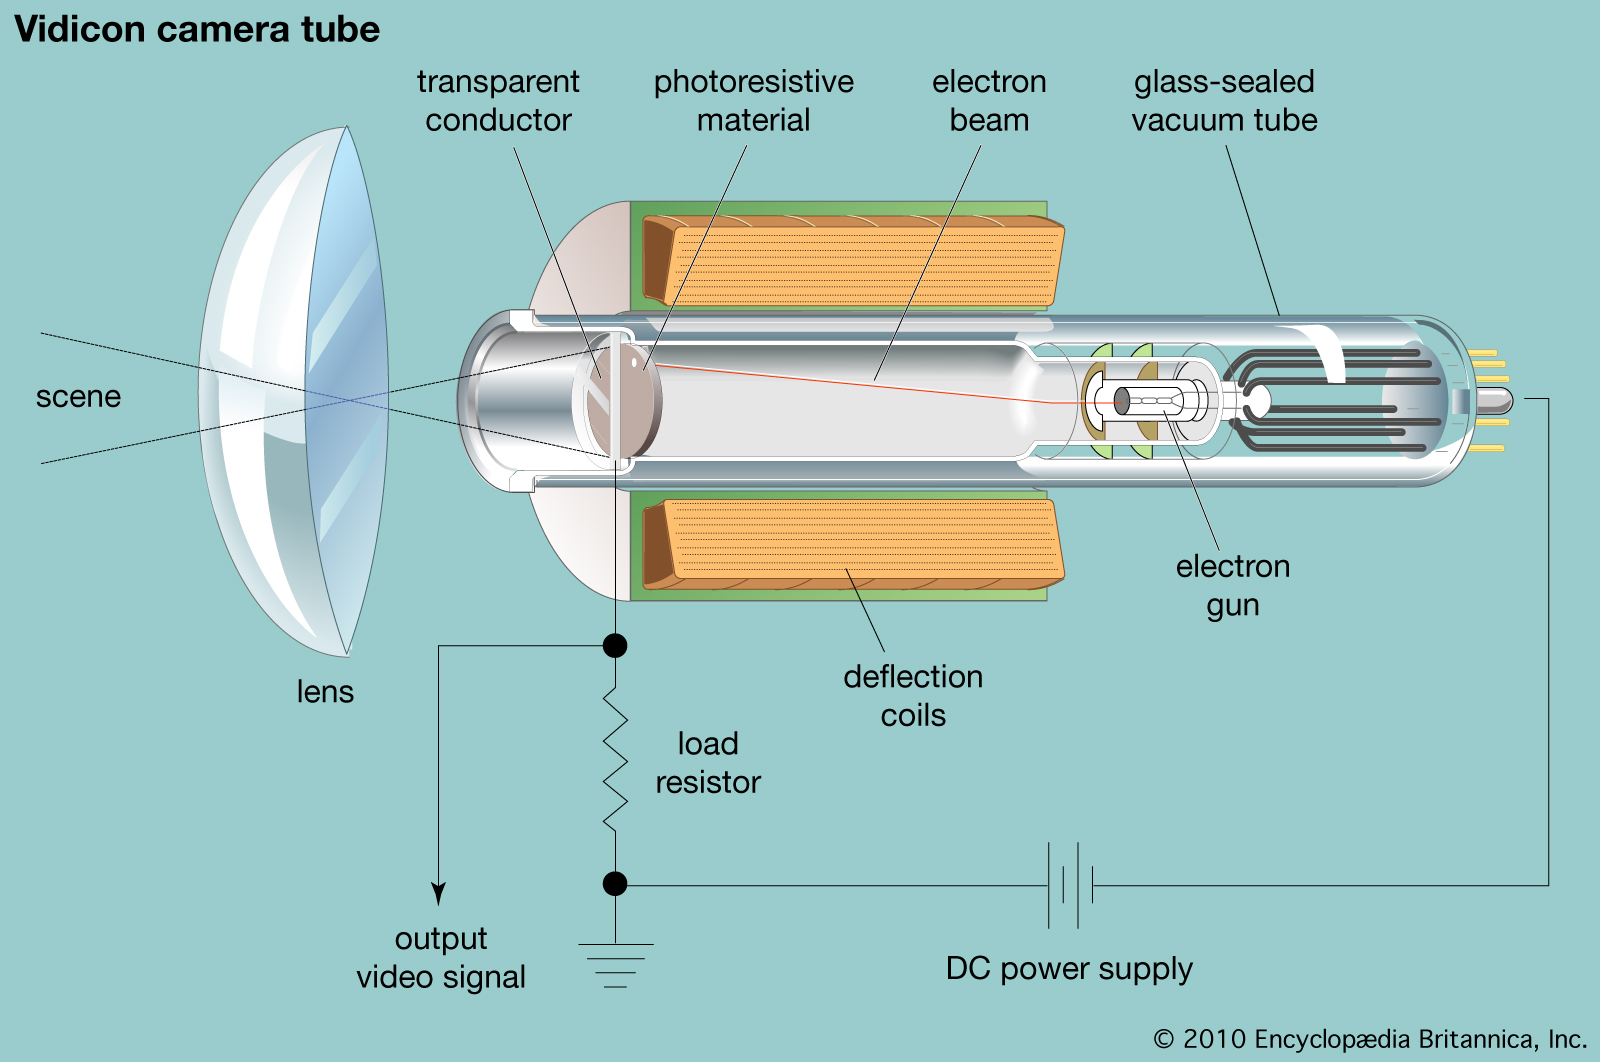 Vidicon camera tube
transparent
conductor
photoresistive
material
electron
beam
glass-sealed
vacuum tube
scene
lens
electron
gun
deflection
coils
load
resistor
output
video signal
DC power supply
© 2010 Encyclopædia Britannica, Inc.